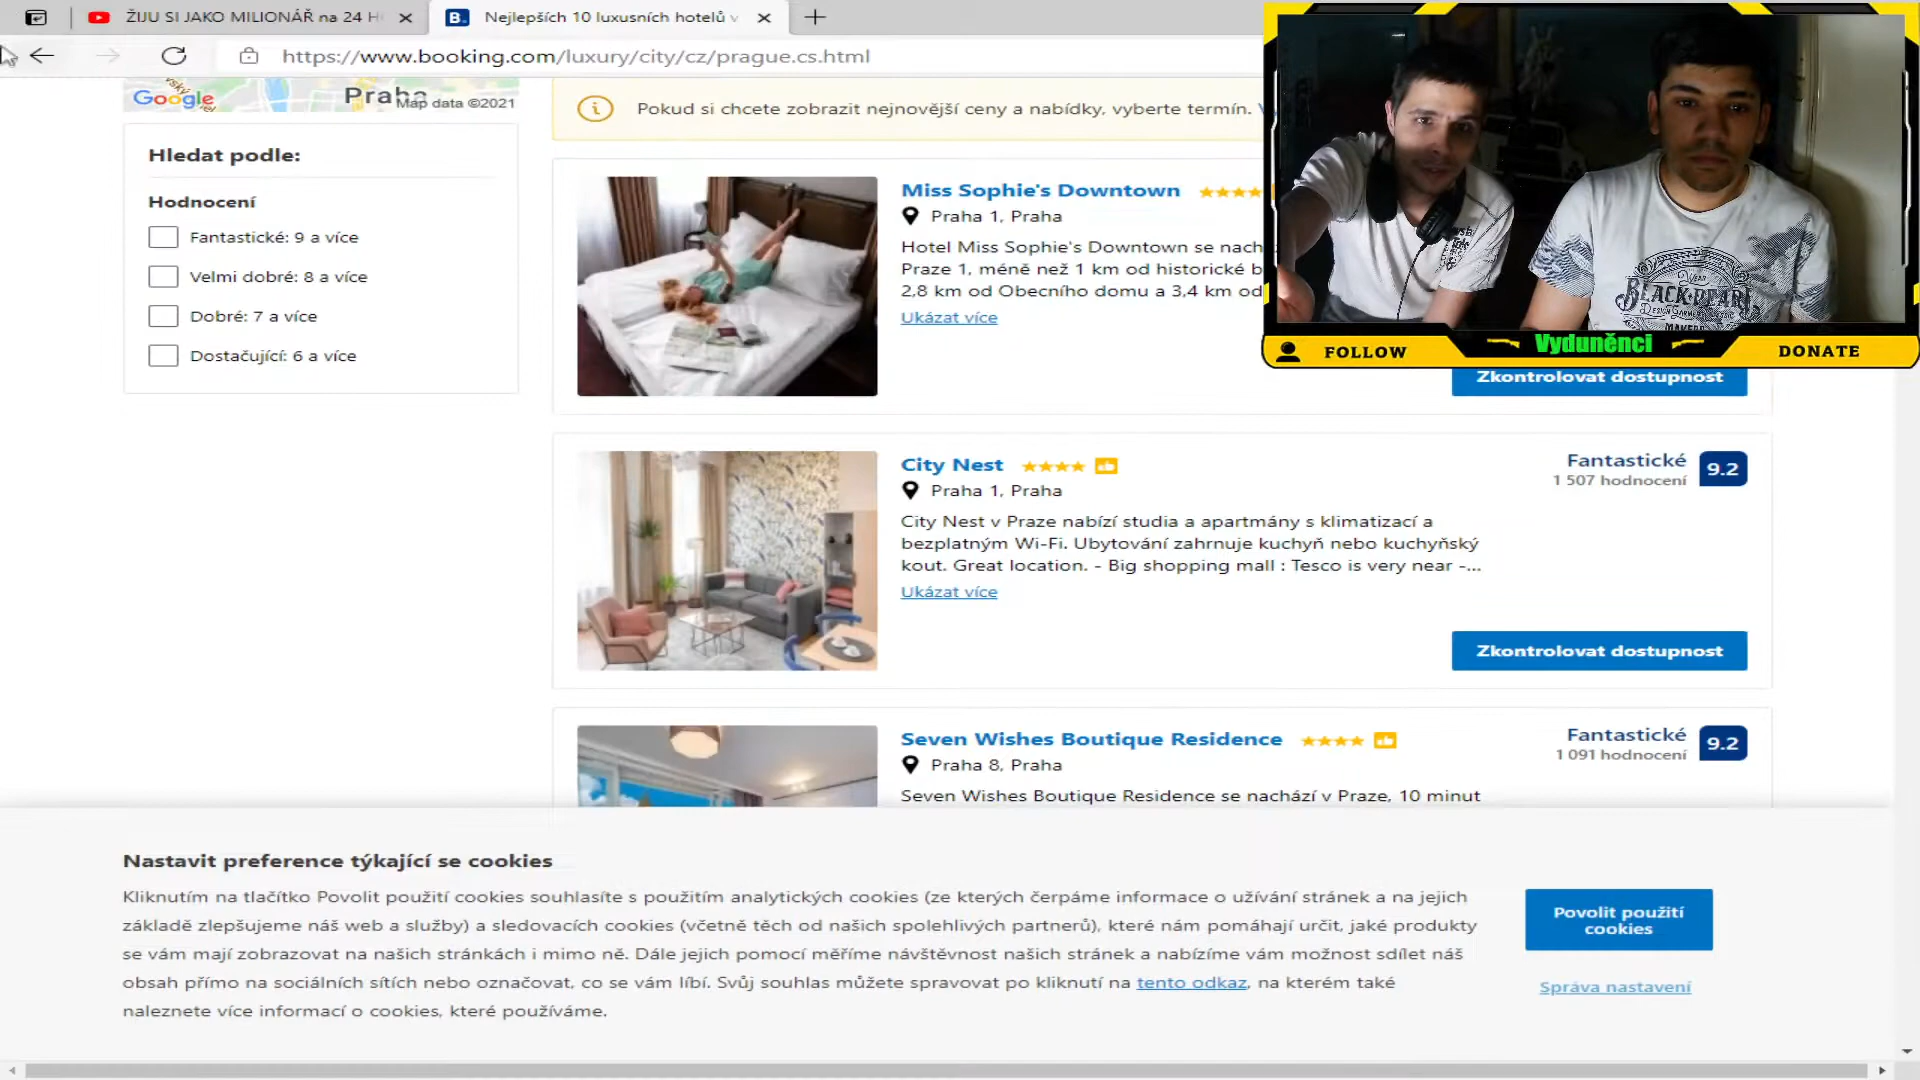 ŽIJU SI JAKO MILIONÁŘ na 24 H
B.
Nejlepších 10 luxusních hotelů v
https://www.booking.com/luxury/city/cz/prague.cs.html
Google
Praha
Map data ©2021
Hledat podle:
Hodnocení
Fantastické: 9 a více
Velmi dobré: 8 a více
Dobré: 7 a více
Dostačující: 6 a více
Pokud si chcete zobrazit nejnovější ceny a nabídky, vyberte termín.
Miss Sophie's Downtown
Praha 1, Praha
Hotel Miss Sophie's Downtown se nach
Praze 1, méně než 1 km od historické b
2,8 km od Obecního domu a 3,4 km od
Ukázat více
Zkontrolovat dostupnost
BLACK PEARL
FOLLOW
Vyduněnci
DONATE
City Nest
Praha 1, Praha
City Nest v Praze nabízí studia a apartmány s klimatizací a
bezplatným Wi-Fi. Ubytování zahrnuje kuchyň nebo kuchyňský
kout. Great location. - Big shopping mall : Tesco is very near -...
Ukázat více
Fantastické
1 507 hodnocení
9.2
Zkontrolovat dostupnost
Seven Wishes Boutique Residence
Praha 8, Praha
Seven Wishes Boutique Residence se nachází v Praze, 10 minut
Fantastické
1 091 hodnocení
9.2
Nastavit preference týkající se cookies
Kliknutím na tlačítko Povolit použití cookies souhlasíte s použitím analytických cookies (ze kterých čerpáme informace o užívání stránek a na jejich
základě zlepšujeme náš web a služby) a sledovacích cookies (včetně těch od našich spolehlivých partnerů), které nám pomáhají určit, jaké produkty
se vám mají zobrazovat na našich stránkách i mimo ně. Dále jejich pomocí měříme návštěvnost našich stránek a nabízíme vám možnost sdílet náš
obsah přímo na sociálních sítích nebo označovat, co se vám líbí. Svůj souhlas můžete spravovat po kliknutí na tento odkaz, na kterém také
naleznete více informací o cookies, které používáme.
Povolit použití
cookies
Správa nastavení